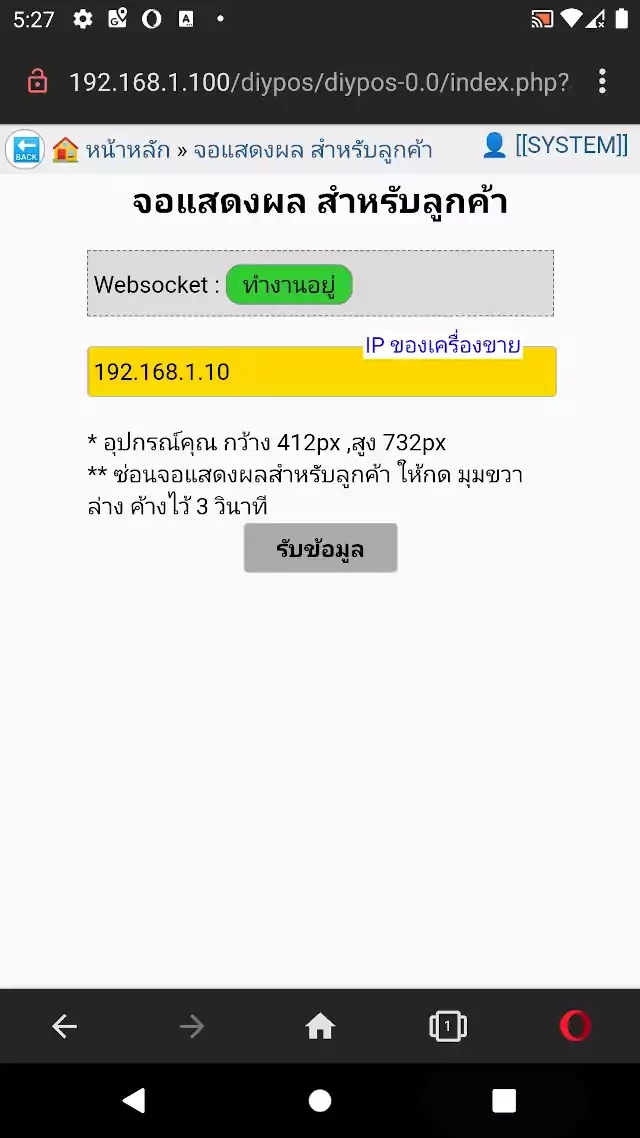 5:27
192.168.1.100/diypos/diypos-0.0/index.php?
BACK หน้าหลัก » จอแสดงผล สำหรับลูกค้า [[SYSTEM]]
จอแสดงผล สำหรับลูกค้า
Websocket : ทำงานอยู่
IP ของเครื่องขาย
192.168.1.10
* อุปกรณ์คุณ กว้าง 412px ,สูง 732px
** ซ่อนจอแสดงผลสำหรับลูกค้า ให้กด มุมขวา
ล่าง ค้างไว้ 3 วินาที
รับข้อมูล
1